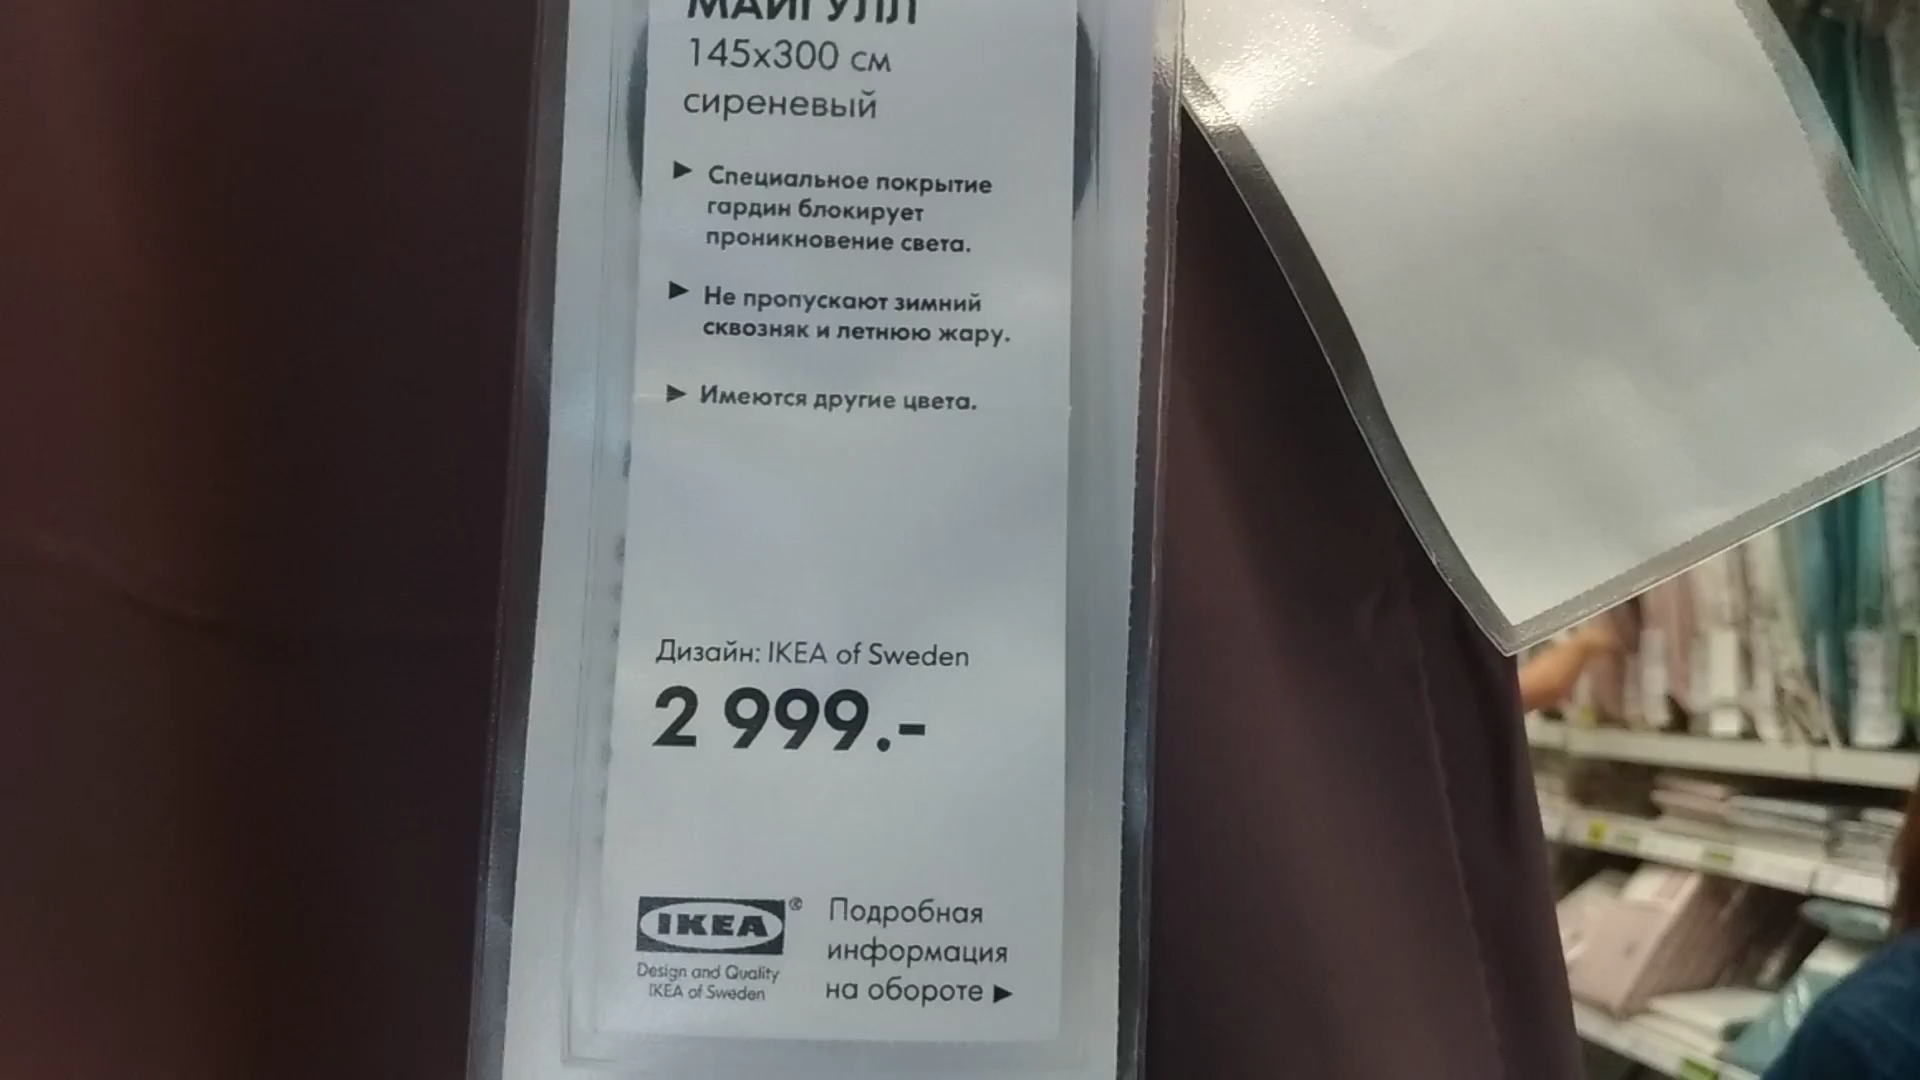 МАЙГУЛЛ
145x300 см
сиреневый
► Специальное покрытие
гардин блокирует
проникновение света.
► Не пропускают зимний
сквозняк и летнюю жару.
► Имеются другие цвета.
Дизайн: IKEA of Sweden
2 999.-
IKEA®
Design and Quality
IKEA of Sweden
Подробная
информация
на обороте ►